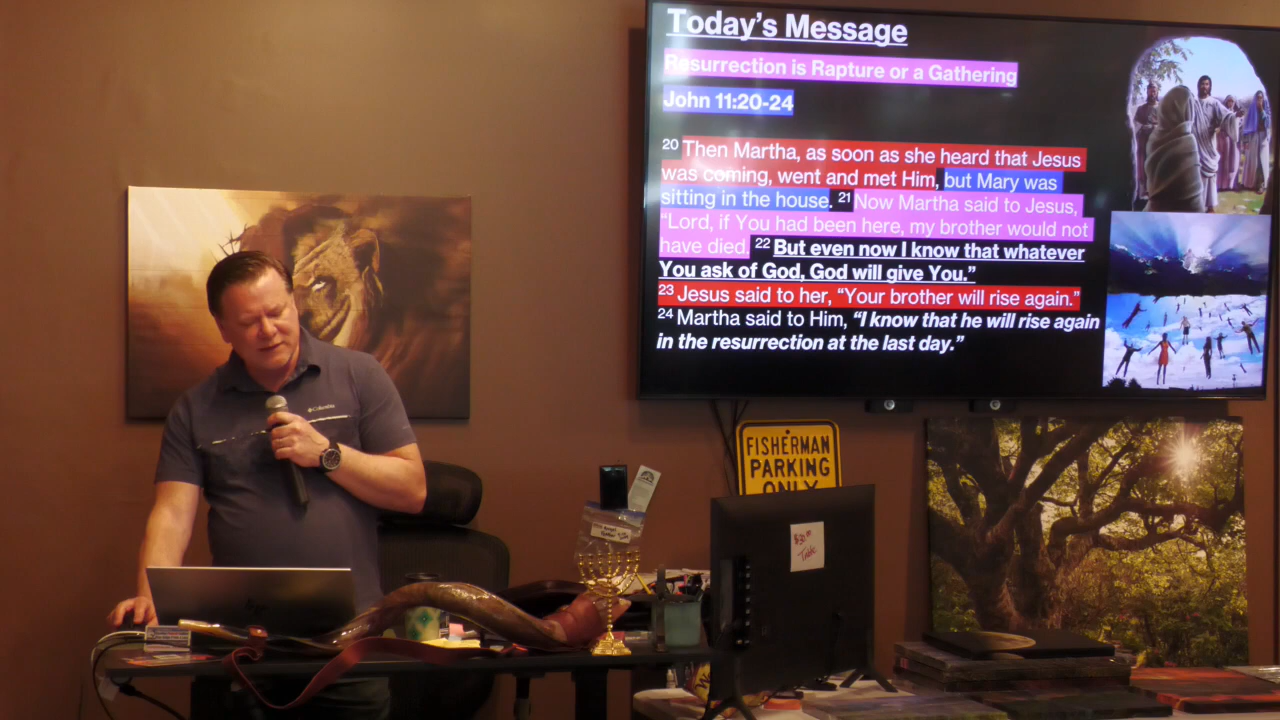 Today's Message
Resurrection is Rapture or a Gathering
John 11:20-24
20 Then Martha, as soon as she heard that Jesus
was coming, went and met Him, but Mary was
sitting in the house. 21 Now Martha said to Jesus,
“Lord, if You had been here, my brother would not
have died. 22 But even now I know that whatever
You ask of God, God will give You.”
23 Jesus said to her, “Your brother will rise again.”
24 Martha said to Him, “I know that he will rise again
in the resurrection at the last day.”
Columbia
FISHERMAN
PARKING
ONLY
Table